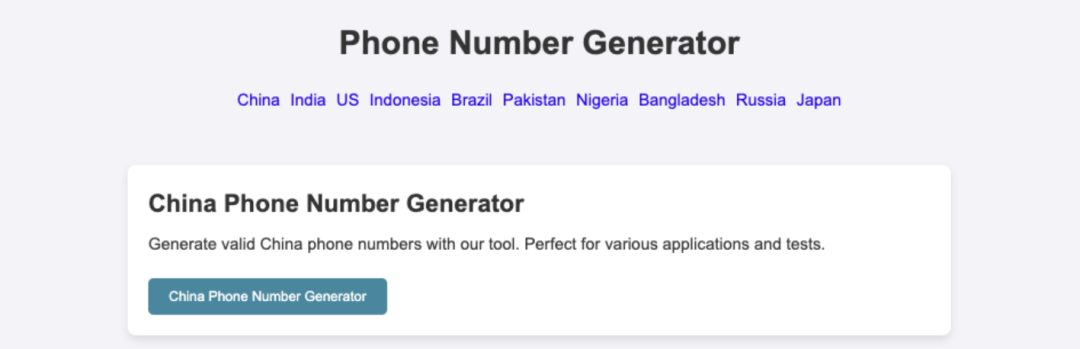 Phone Number Generator
China India US Indonesia Brazil Pakistan Nigeria Bangladesh Russia Japan
China Phone Number Generator
Generate valid China phone numbers with our tool. Perfect for various applications and tests.
China Phone Number Generator